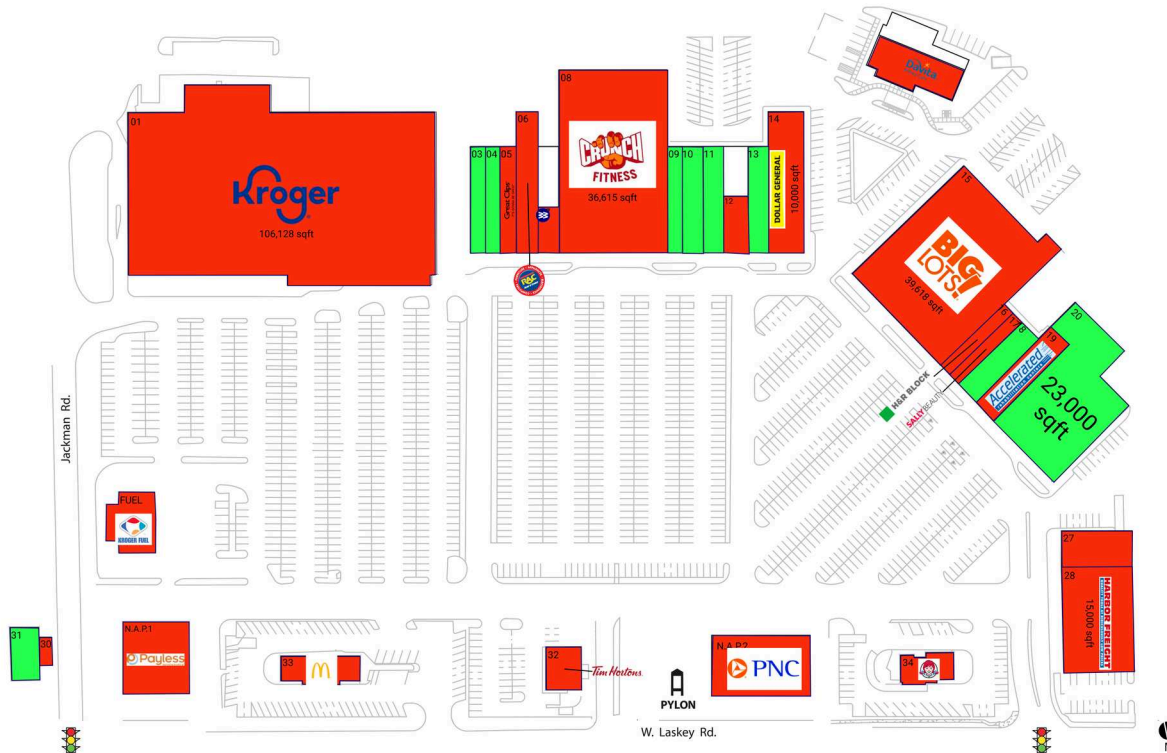 01
Kroger
106,128 sqft
03
04
05
Great Clips
06
RAC
08
CRUNCH
FITNESS
36,615 sqft
09
10
11
12
13
14
DOLLAR GENERAL
10,000 sqft
DaVita
15
BIG
LOTS!
39,618 sqft
16
17
18
19
Accelerated
20
23,000
sqft
H&R BLOCK
SALLY BEAUTY
Jackman Rd.
FUEL
KROGER FUEL
27
28
HARBOR FREIGHT
15,000 sqft
31
30
N.A.P.1
Payless
33
32
Tim Hortons
PYLON
N.A.P.2
PNC
34
W. Laskey Rd.